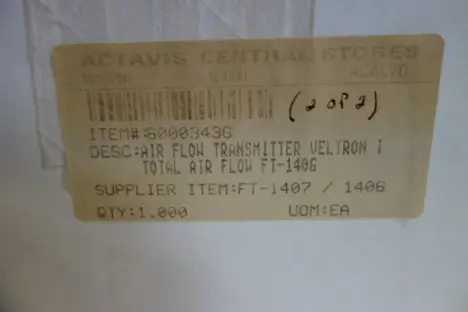 ACTAVIS CENTRAL STORES
(2 OF 2)
ITEM#:60003436
DESC:AIR FLOW TRANSMITTER VELTRON I
TOTAL AIR FLOW FT-1406
SUPPLIER ITEM:FT-1407 / 1406
QTY:1.000 UOM:EA